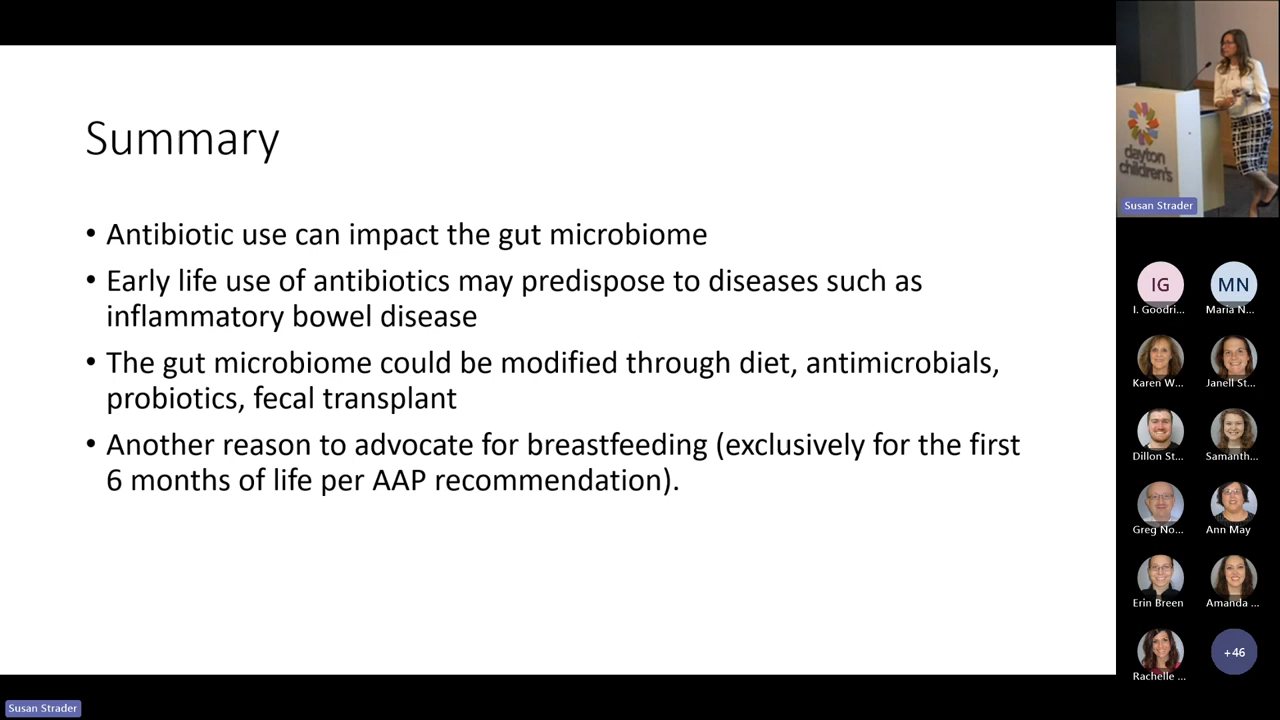 Summary
• Antibiotic use can impact the gut microbiome
• Early life use of antibiotics may predispose to diseases such as
inflammatory bowel disease
• The gut microbiome could be modified through diet, antimicrobials,
probiotics, fecal transplant
• Another reason to advocate for breastfeeding (exclusively for the first
6 months of life per AAP recommendation).
dayton
children's
Susan Strader
IG
MN
I. Goodri...
Maria N...
Karen W...
Janell St...
Dillon St...
Samanth...
Greg No...
Ann May
Erin Breen
Amanda ...
Rachelle ...
+46
Susan Strader